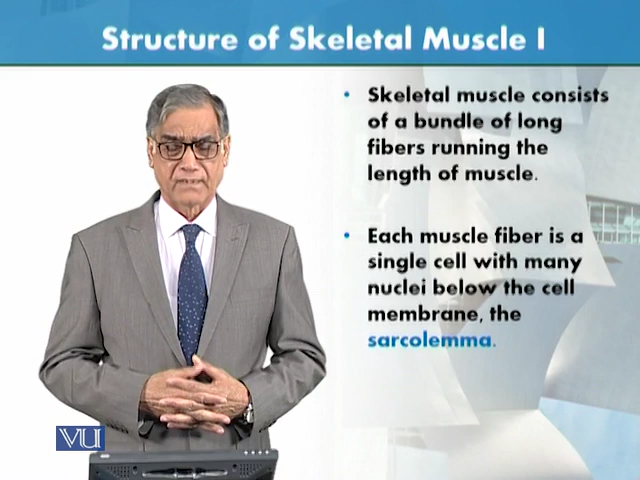 Structure of Skeletal Muscle I
• Skeletal muscle consists
of a bundle of long
fibers running the
length of muscle.
• Each muscle fiber is a
single cell with many
nuclei below the cell
membrane, the
sarcolemma.
VU